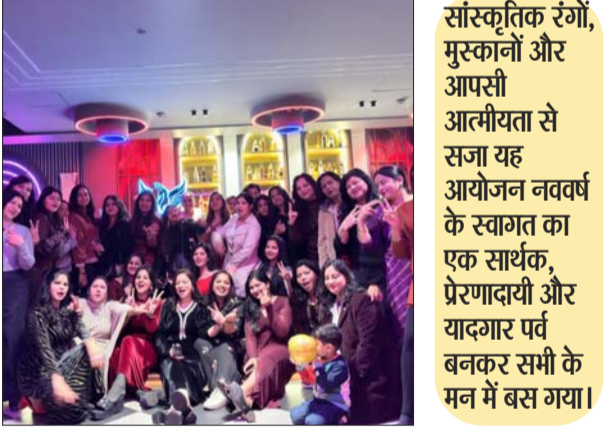 सांस्कृतिक रंगों,
मुस्कानों और
आपसी
आत्मीयता से
सजा यह
आयोजन नववर्ष
के स्वागत का
एक सार्थक,
प्रेरणादायी और
यादगार पर्व
बनकर सभी के
मन में बस गया।